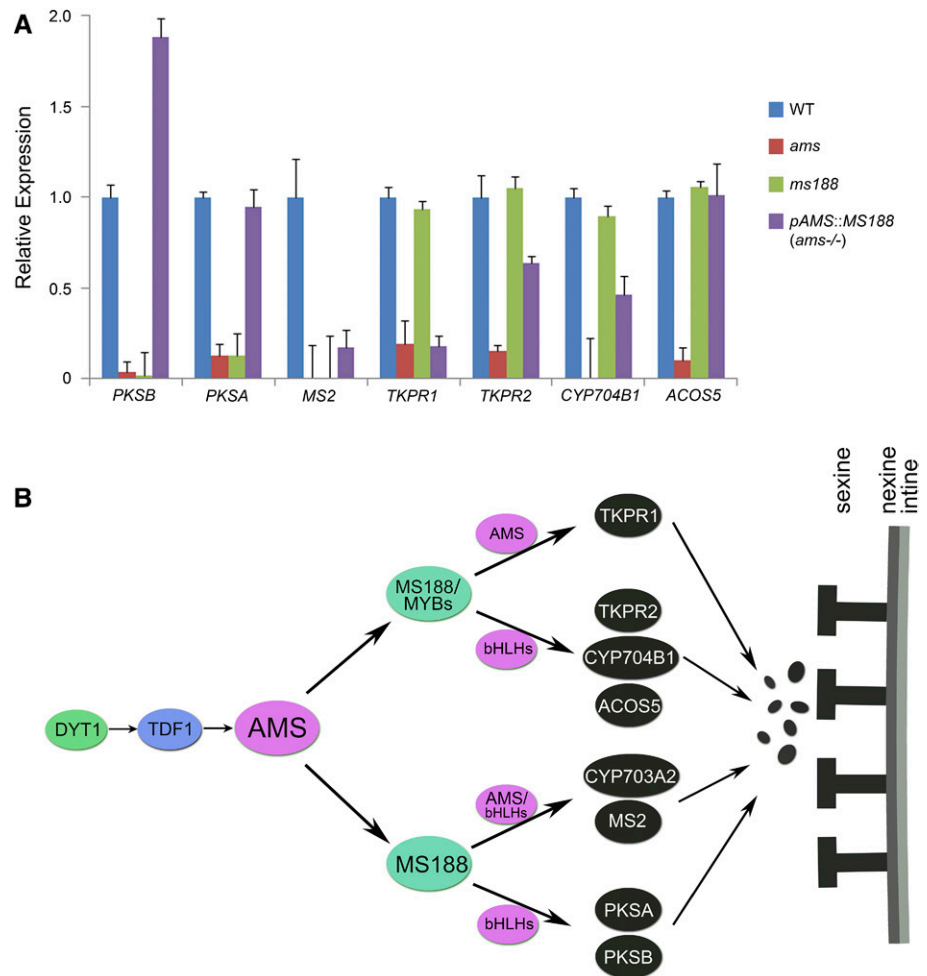 A
Relative Expression
2.0
1.5
1.0
0.5
0
PKSB
PKSA
MS2
TKPR1
TKPR2
CYP704B1
ACOS5
WT
ams
ms188
pAMS::MS188
(ams-/-)
B
DYT1
TDF1
AMS
MS188/
MYBs
AMS
bHLHs
MS188
AMS/
bHLHs
bHLHs
TKPR1
TKPR2
CYP704B1
ACOS5
CYP703A2
MS2
PKSA
PKSB
sexine
nexine
intine